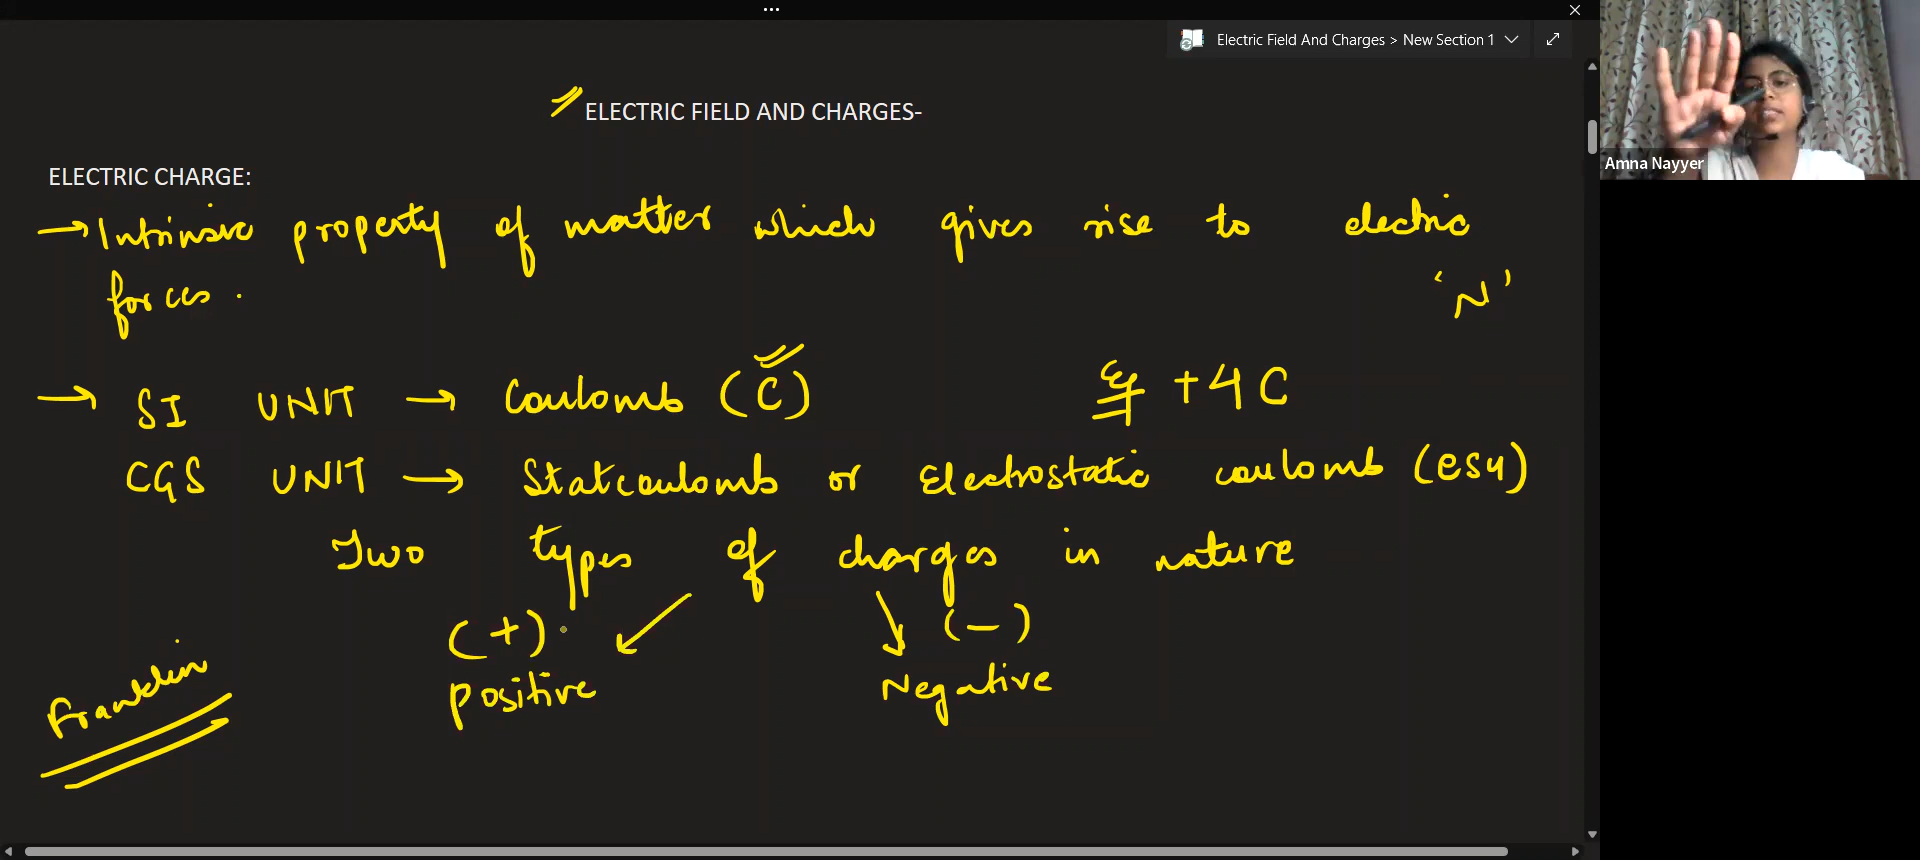 Electric Field And Charges > New Section 1
Amna Nayyer
ELECTRIC FIELD AND CHARGES-
ELECTRIC CHARGE:
→ Intrinsic property of matter which gives rise to electric
forces.
'N'
→ SI UNIT → Coulomb (C)
eg +4C
CGS UNIT → Statcoulomb or Electrostatic coulomb (esu)
Two types of charges in nature
(+) (-)
Positive Negative
Franklin